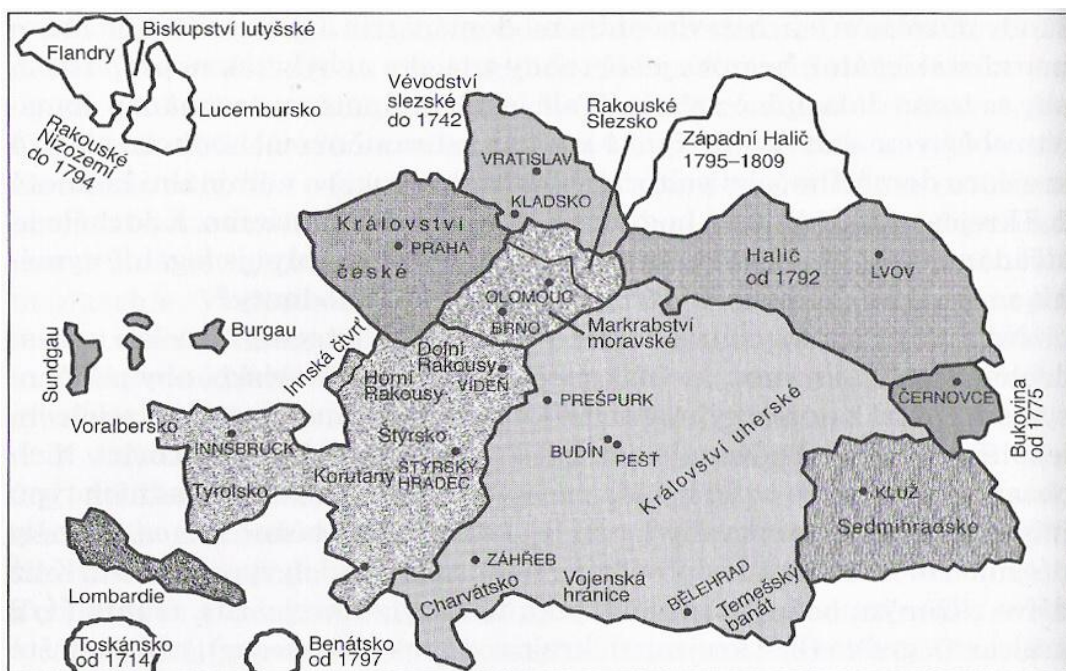 Biskupství lutyšské
Flandry
Lucembursko
Rakouské
Nizozemí
do 1794
Vévodství
slezské
do 1742
Rakouské
Slezsko
Západní Halič
1795–1809
VRATISLAV
KLADSKO
Království
české
PRAHA
Halič
od 1792
LVOV
OLOMOUC
BRNO
Markrabství
moravské
Sundgau
Burgau
Innská čtvrť
Dolní
Rakousy
VÍDEŇ
Horní
Rakousy
PREŠPURK
ČERNOVCE
Bukovina
od 1775
Voralbersko
INNSBRUCK
Tyrolsko
Štýrsko
Korutany
ŠTÝRSKÝ
HRADEC
BUDÍN
PEŠŤ
Království uherské
KLUŽ
Sedmihradsko
Lombardie
ZÁHŘEB
Charvátsko
Vojenská
hránice
BĚLEHRAD
Temešský
banát
Toskánsko
od 1714
Benátsko
od 1797